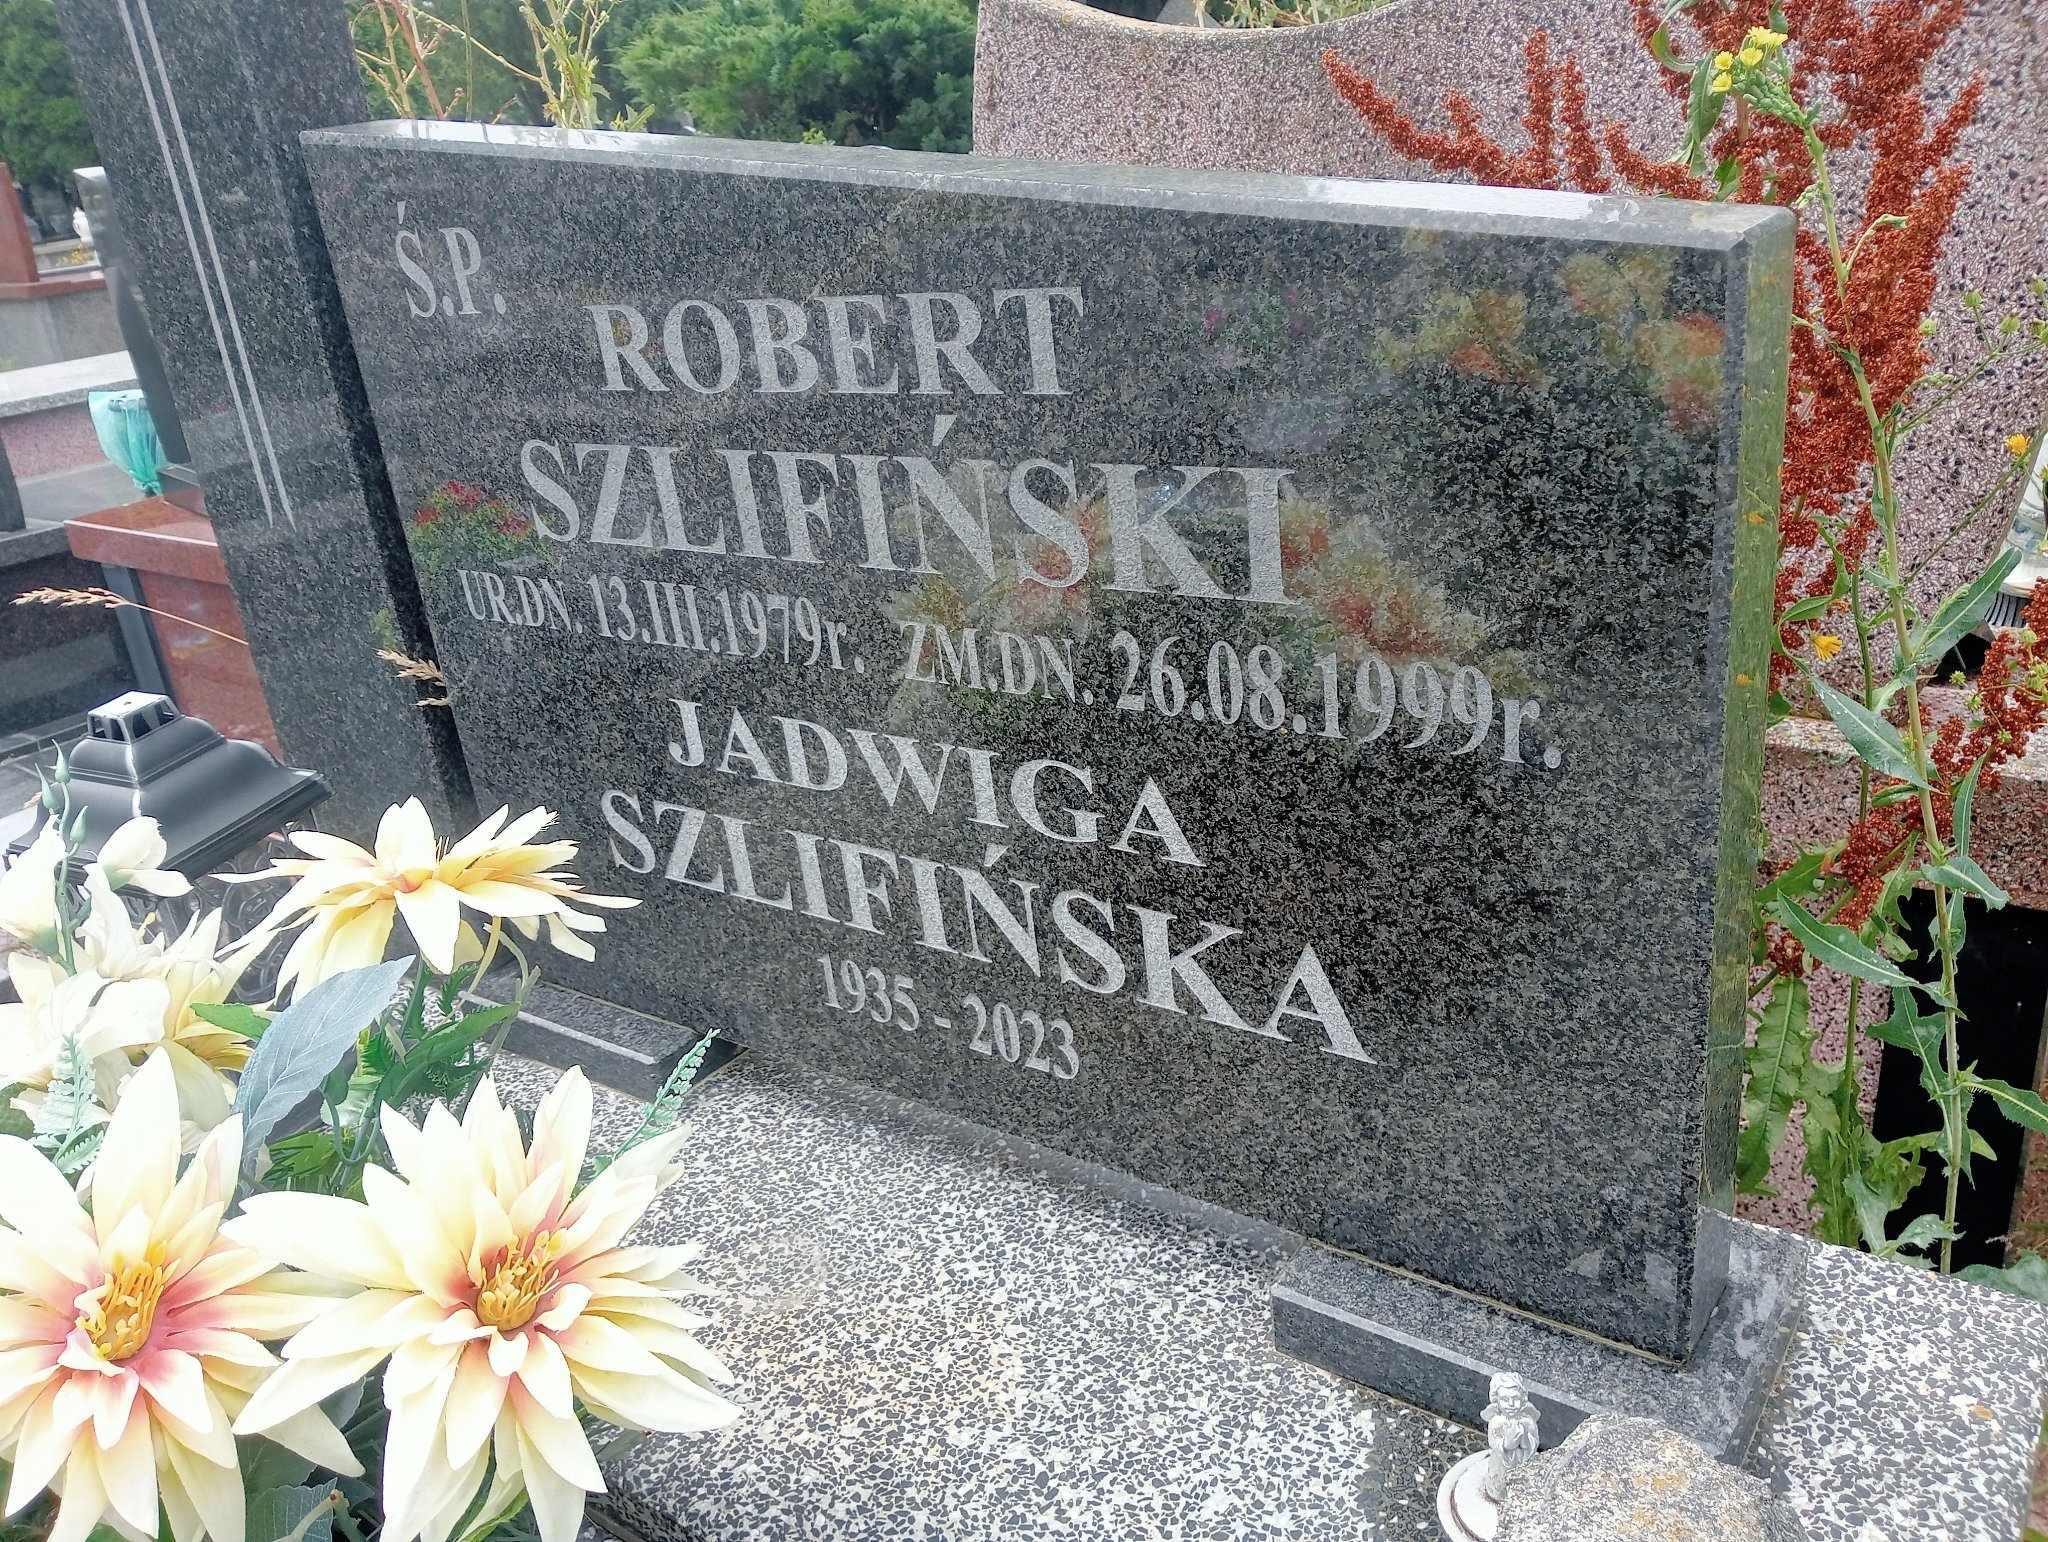 Ś.P.
ROBERT
SZLIFIŃSKI
UR.DN. 13.III.1979r. ZM.DN. 26.08.1999r.
JADWIGA
SZLIFIŃSKA
1935 - 2023